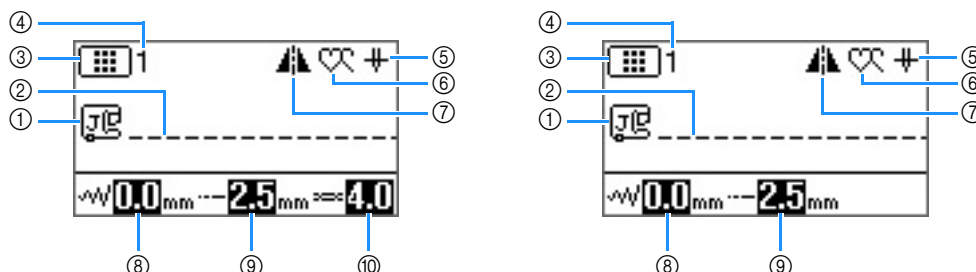 ④ ④
③ 1 ⑤ ③ 1 ⑤
⑥ ⑥
② ⑦ ② ⑦
① J ① J
0.0 mm 2.5 mm 4.0 0.0 mm 2.5 mm
⑧ ⑨ ⑩ ⑧ ⑨